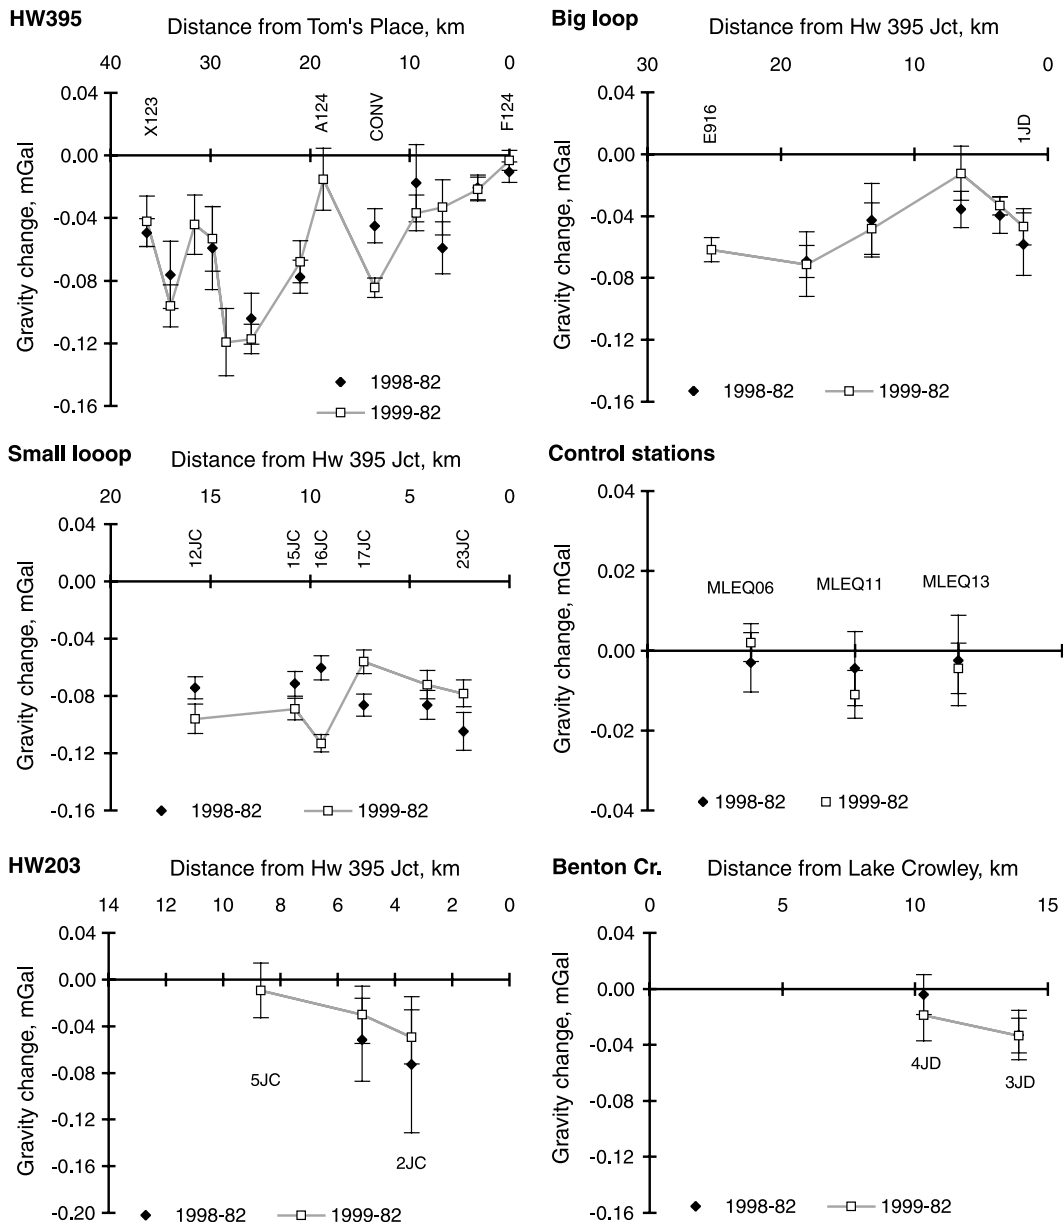 HW395
Distance from Tom's Place, km
40 30 20 10 0
0.04
0.00
-0.04
-0.08
-0.12
-0.16
Gravity change, mGal
X123
A124
CONV
F124
1998-82
1999-82
Big loop
Distance from Hw 395 Jct, km
30 20 10 0
0.04
0.00
-0.04
-0.08
-0.12
-0.16
Gravity change, mGal
E916
1JD
1998-82 1999-82
Small looop
Distance from Hw 395 Jct, km
20 15 10 5 0
0.04
0.00
-0.04
-0.08
-0.12
-0.16
Gravity change, mGal
12JC
15JC
16JC
17JC
23JC
1998-82 1999-82
Control stations
0.04
0.02
0.00
-0.02
-0.04
Gravity change, mGal
MLEQ06
MLEQ11
MLEQ13
1998-82 1999-82
HW203
Distance from Hw 395 Jct, km
14 12 10 8 6 4 2 0
0.04
0.00
-0.04
-0.08
-0.12
-0.16
-0.20
Gravity change, mGal
5JC
2JC
1998-82 1999-82
Benton Cr.
Distance from Lake Crowley, km
0 5 10 15
0.04
0.00
-0.04
-0.08
-0.12
-0.16
Gravity change, mGal
4JD
3JD
1998-82 1999-82